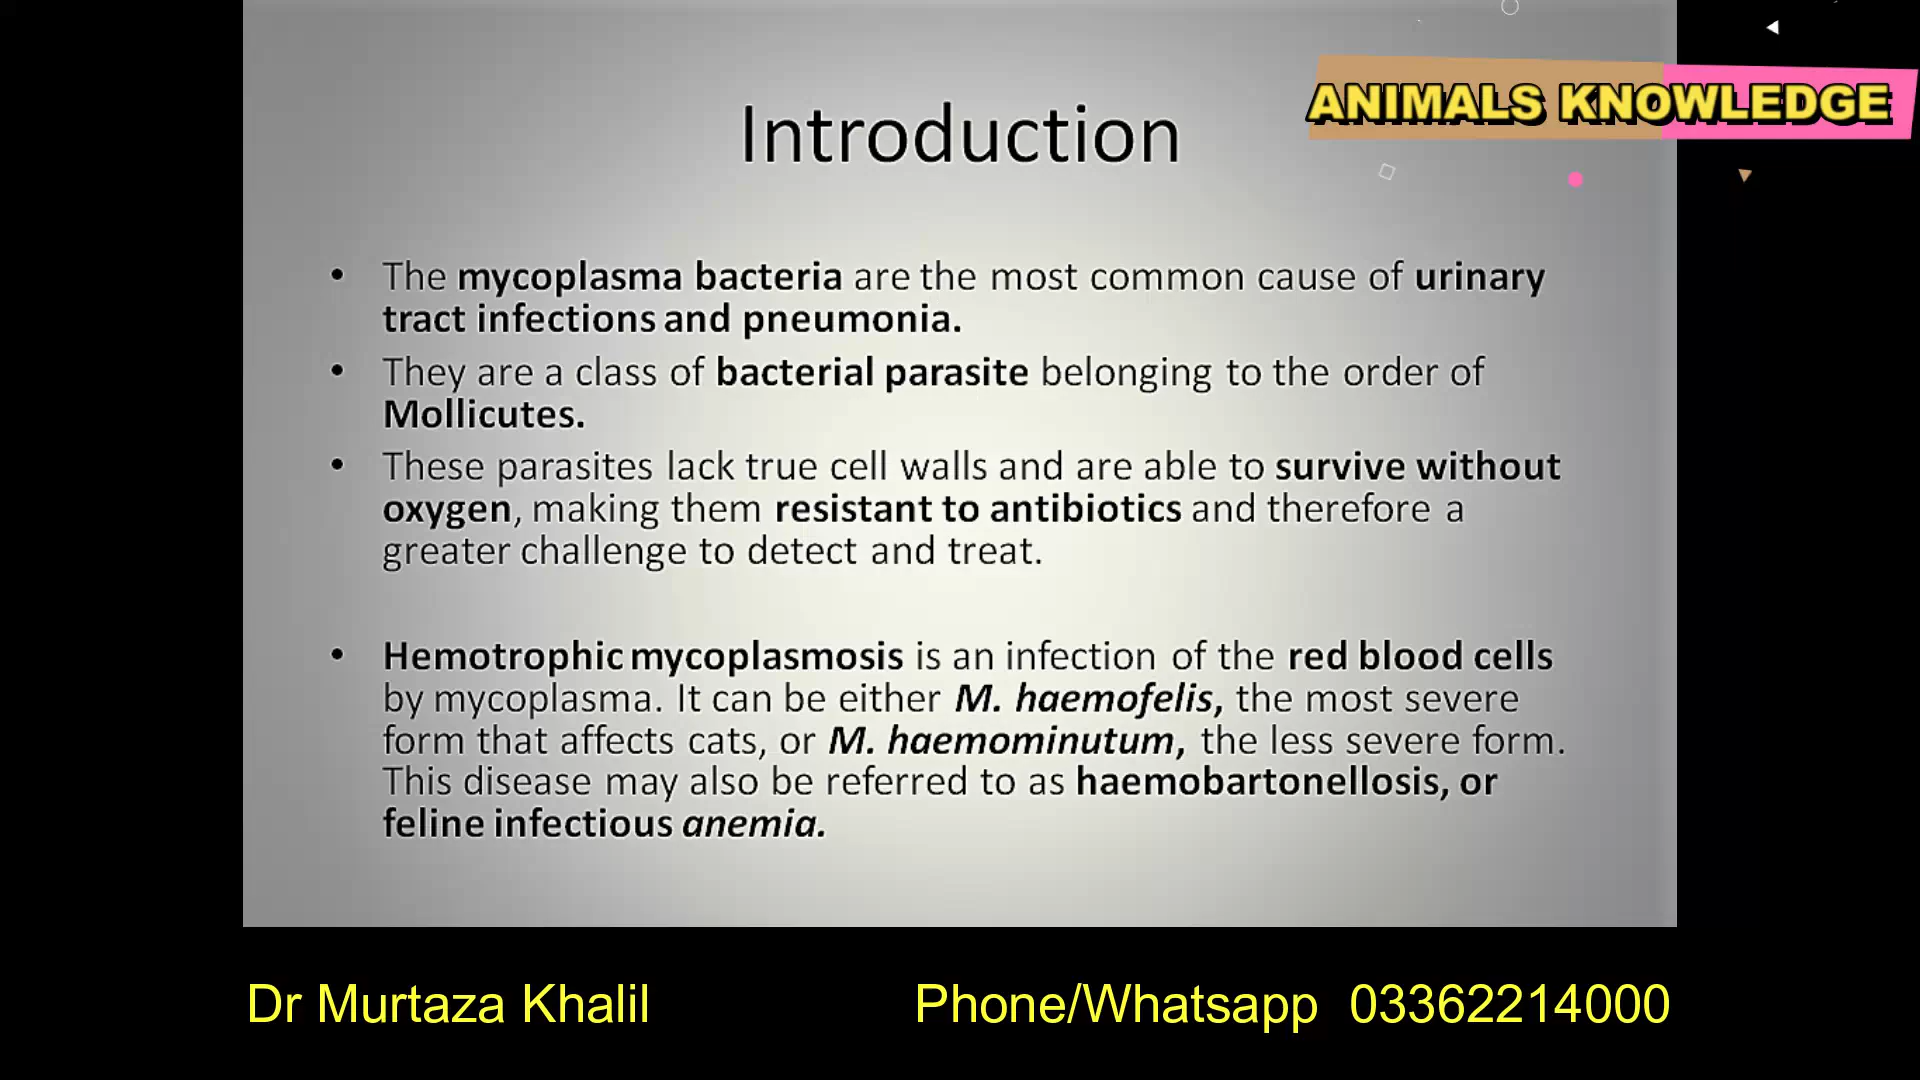 ANIMALS KNOWLEDGE
Introduction
• The mycoplasma bacteria are the most common cause of urinary
tract infections and pneumonia.
• They are a class of bacterial parasite belonging to the order of
Mollicutes.
• These parasites lack true cell walls and are able to survive without
oxygen, making them resistant to antibiotics and therefore a
greater challenge to detect and treat.
• Hemotrophic mycoplasmosis is an infection of the red blood cells
by mycoplasma. It can be either M. haemofelis, the most severe
form that affects cats, or M. haemominutum, the less severe form.
This disease may also be referred to as haemobartonellosis, or
feline infectious anemia.
Dr Murtaza Khalil Phone/Whatsapp 03362214000